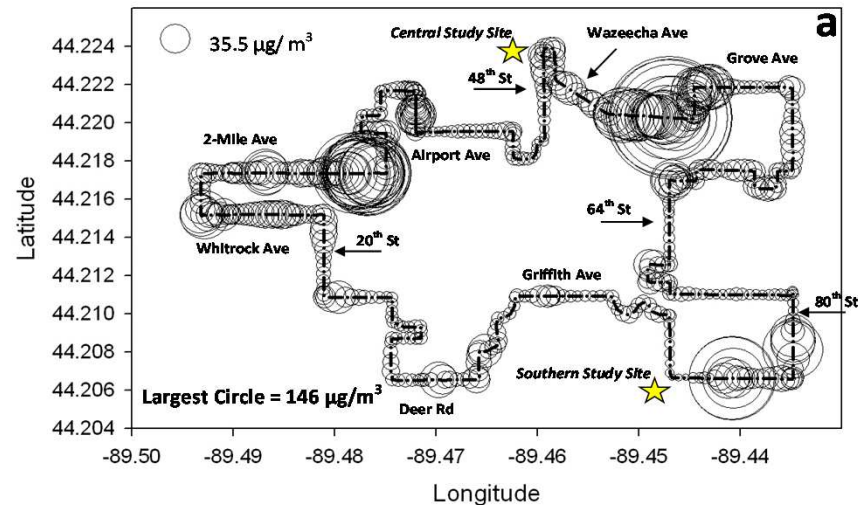 a
35.5 µg/ m³
Central Study Site
Wazeecha Ave
Grove Ave
48th St
2-Mile Ave
Airport Ave
64th St
Whitrock Ave
20th St
Griffith Ave
80th St
Southern Study Site
Largest Circle = 146 µg/m³
Deer Rd
Latitude
44.224
44.222
44.220
44.217
44.216
44.214
44.212
44.210
44.208
44.206
44.204
-89.50 -89.49 -89.48 -89.47 -89.46 -89.45 -89.44
Longitude